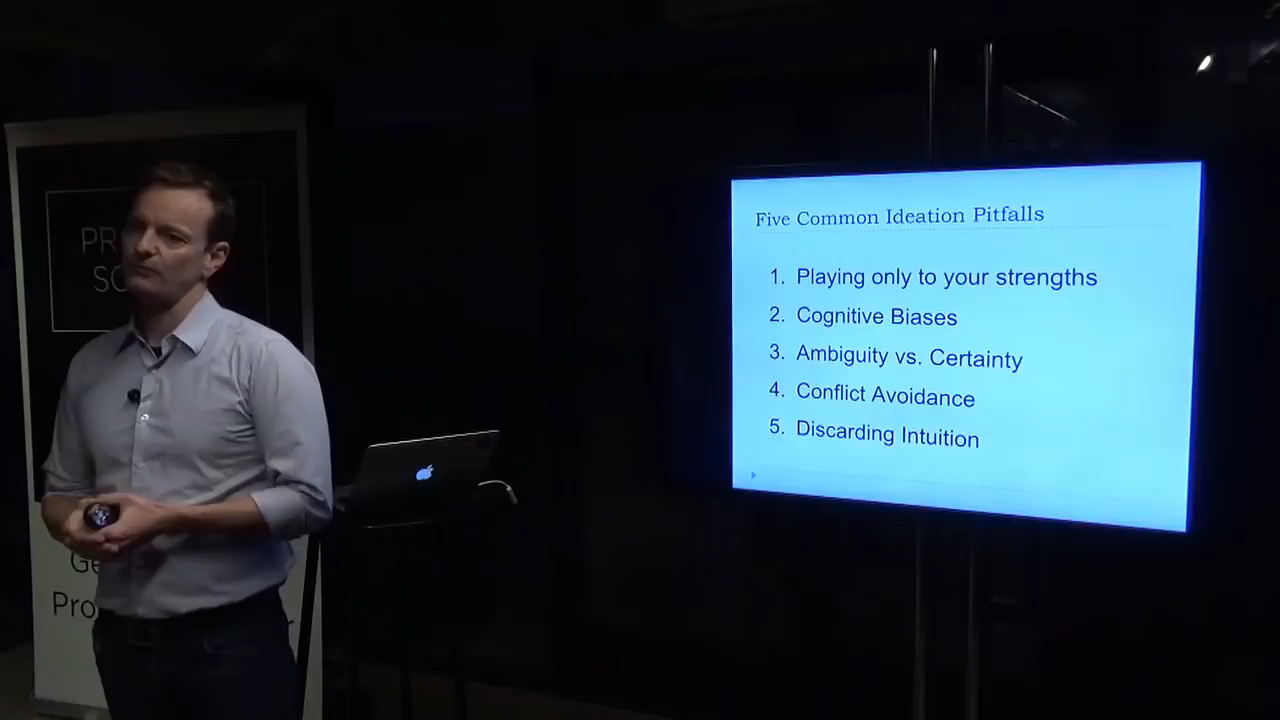 Five Common Ideation Pitfalls
1. Playing only to your strengths
2. Cognitive Biases
3. Ambiguity vs. Certainty
4. Conflict Avoidance
5. Discarding Intuition